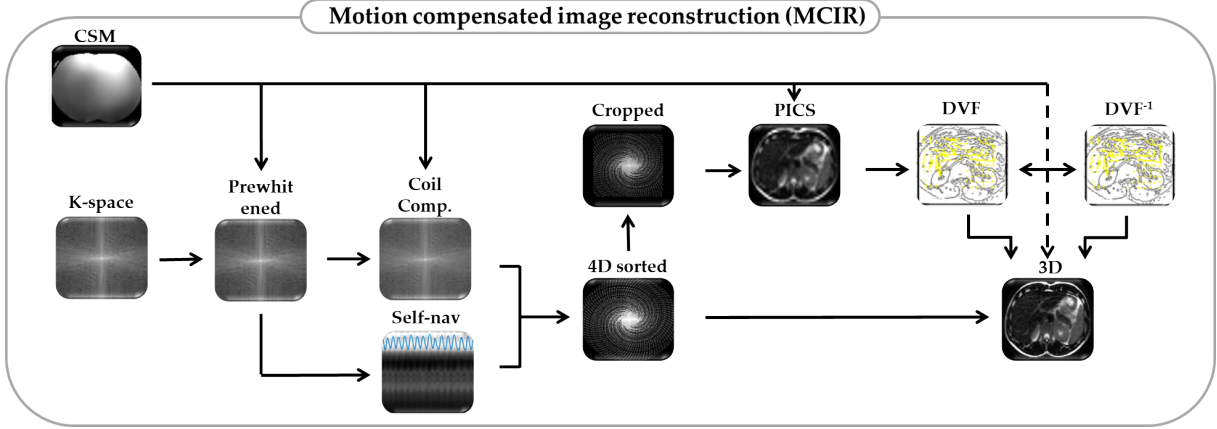 Motion compensated image reconstruction (MCIR)
CSM
Cropped
PICS
DVF
DVF⁻¹
K-space
Prewhit
ened
Coil
Comp.
4D sorted
3D
Self-nav